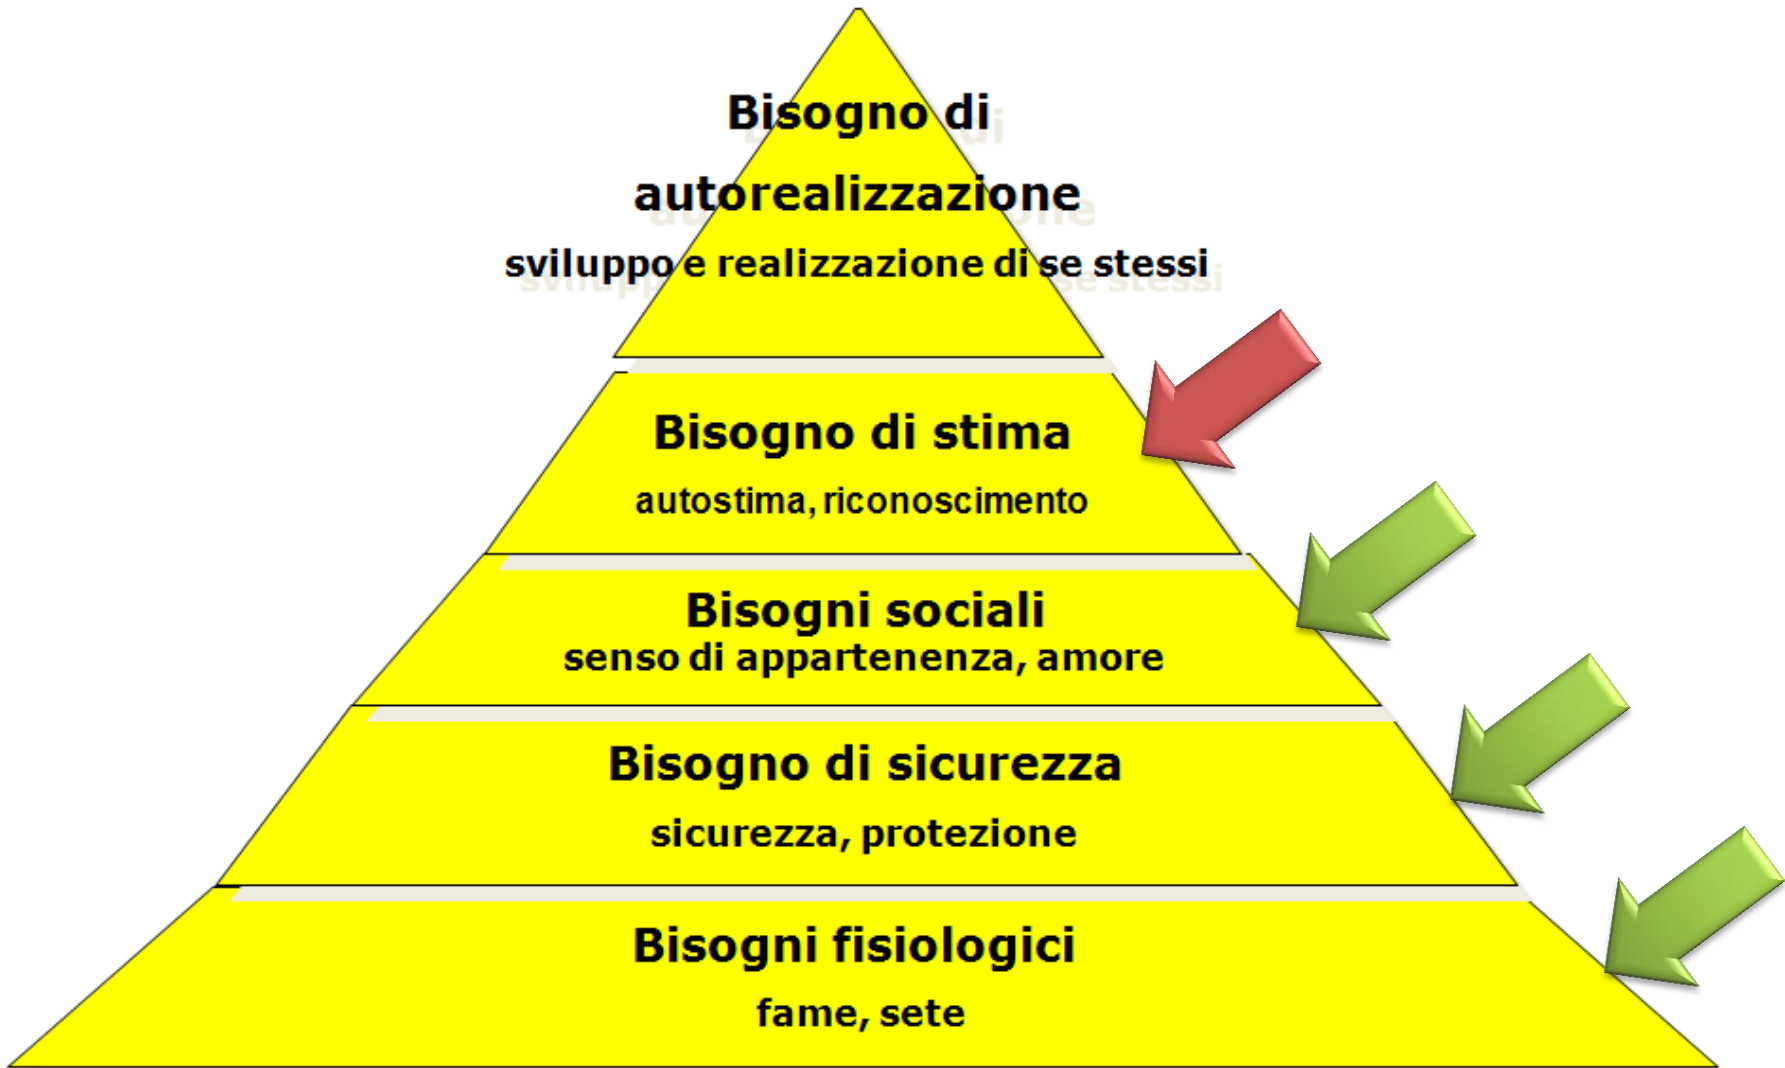 Bisogno di
autorealizzazione
sviluppo e realizzazione di se stessi
Bisogno di stima
autostima, riconoscimento
Bisogni sociali
senso di appartenenza, amore
Bisogno di sicurezza
sicurezza, protezione
Bisogni fisiologici
fame, sete